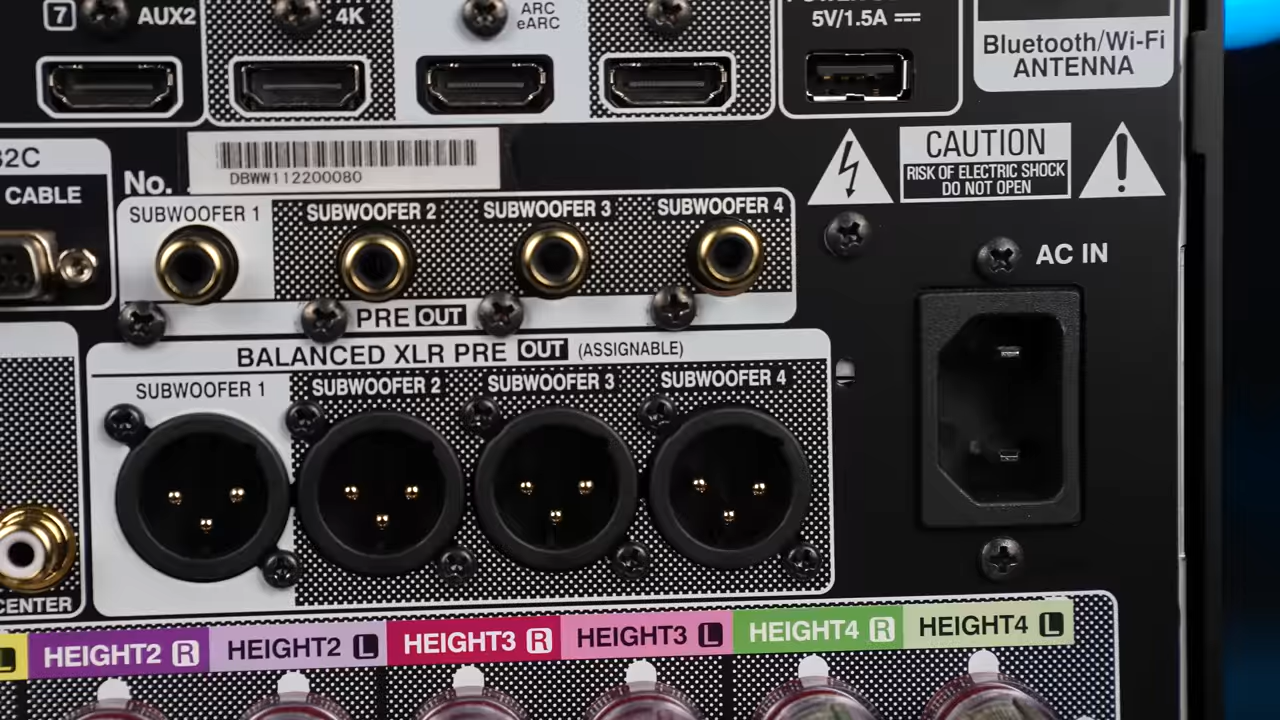 7 AUX2
4K
ARC
eARC
5V/1.5A
Bluetooth/Wi-Fi
ANTENNA
32C
CABLE
No.
DBWW112200080
CAUTION
RISK OF ELECTRIC SHOCK
DO NOT OPEN
SUBWOOFER 1 SUBWOOFER 2 SUBWOOFER 3 SUBWOOFER 4
AC IN
PRE OUT
BALANCED XLR PRE OUT (ASSIGNABLE)
SUBWOOFER 1 SUBWOOFER 2 SUBWOOFER 3 SUBWOOFER 4
CENTER
L HEIGHT2 R HEIGHT2 L HEIGHT3 R HEIGHT3 L HEIGHT4 R HEIGHT4 L